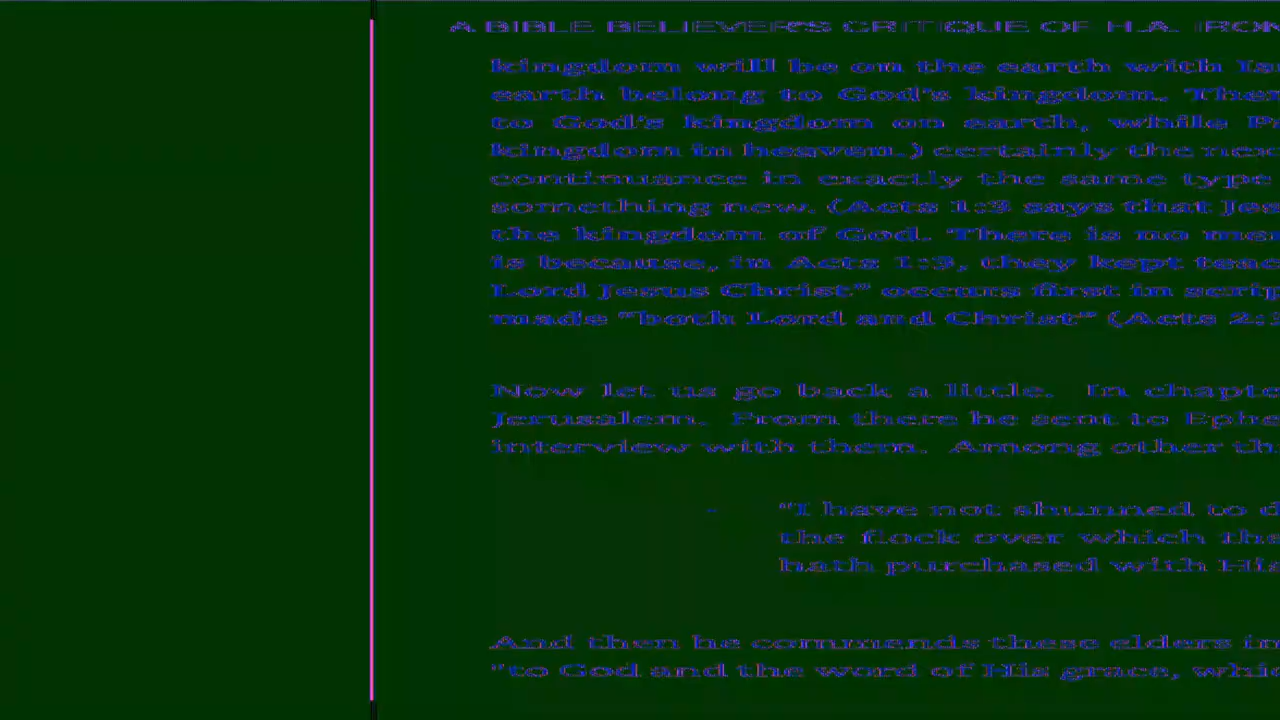 A BIBLE BELIEVER'S CRITIQUE OF H.A. IRON
kingdom will be on the earth with
earth belong to God's kingdom.
to God's kingdom on earth, while
kingdom in heaven.) certainly the
continuance in exactly the same type
something new. (Acts 1:3 says that
the kingdom of God. There is no
is because, in Acts 1:3, they kept
Lord Jesus Christ" occurs first in
made "both Lord and Christ" (Acts
Now let us go back a little. In
Jerusalem. From there he sent to
interview with them. Among other
"I have not shunned to
the flock over which
hath purchased with
And then he commends these elders
"to God and the word of His grace,